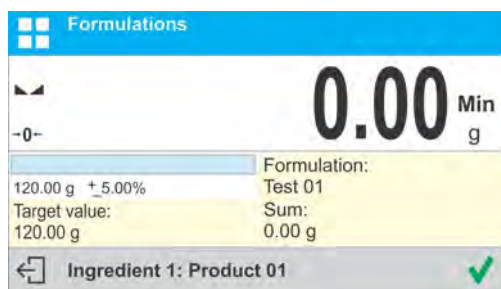 Formulations
0.00 Min
g
→0←
120.00 g ±5.00%
Target value:
120.00 g
Formulation:
Test 01
Sum:
0.00 g
Ingredient 1: Product 01